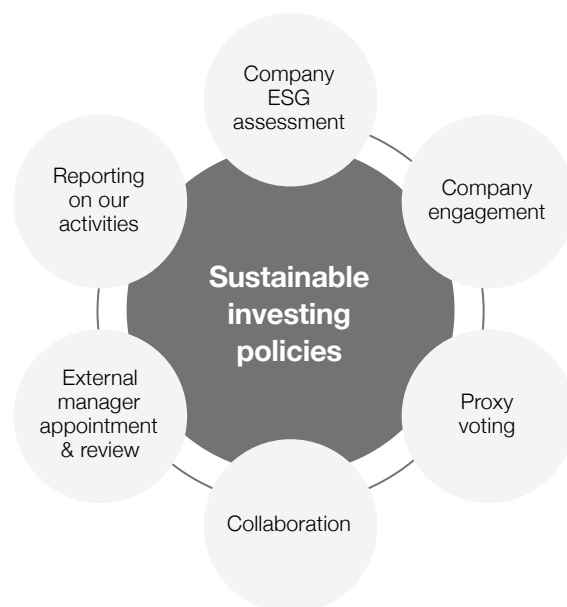 Company
ESG
assessment
Company
engagement
Proxy
voting
Collaboration
External
manager
appointment
& review
Reporting
on our
activities
Sustainable
investing
policies